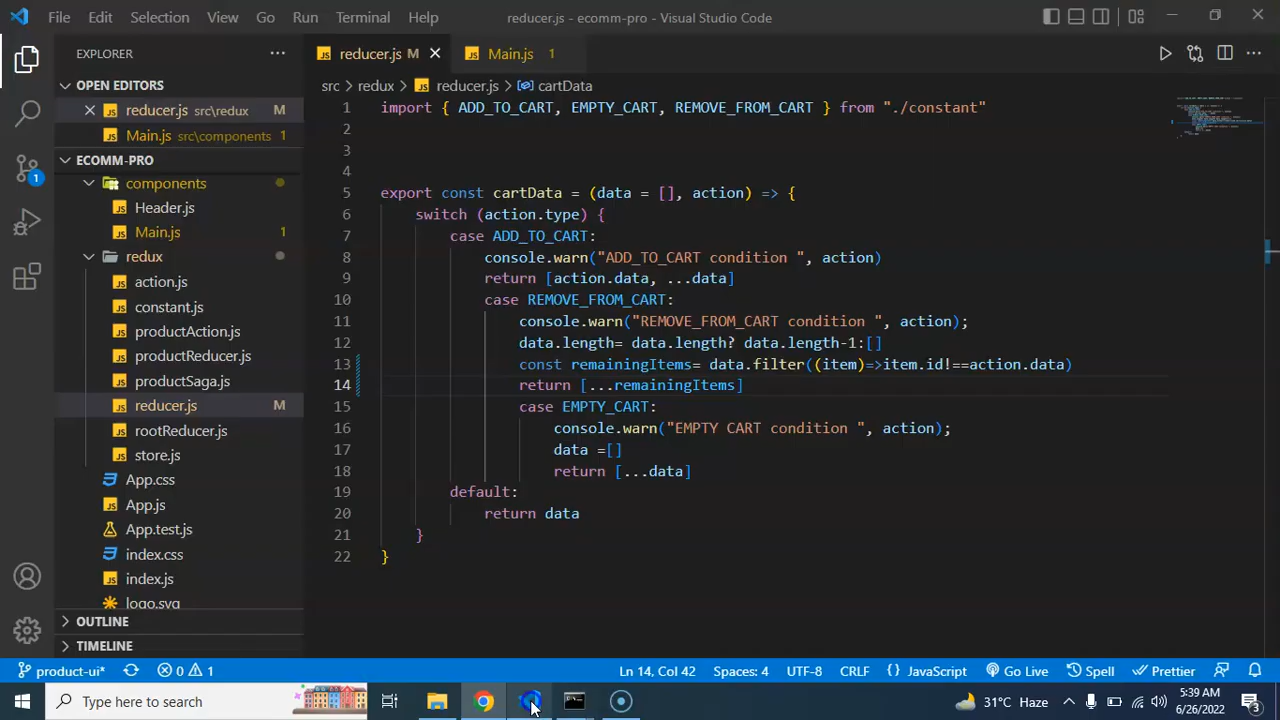 File Edit Selection View Go Run Terminal Help reducer.js - ecomm-pro - Visual Studio Code
EXPLORER
OPEN EDITORS
reducer.js src\redux M
Main.js src\components 1
ECOMM-PRO
components
Header.js
Main.js 1
redux
action.js
constant.js
productAction.js
productReducer.js
productSaga.js
reducer.js M
rootReducer.js
store.js
App.css
App.js
App.test.js
index.css
index.js
logo.svg
OUTLINE
TIMELINE
reducer.js M Main.js 1
src > redux > reducer.js > cartData
1 import { ADD_TO_CART, EMPTY_CART, REMOVE_FROM_CART } from "./constant"
2
3
4
5 export const cartData = (data = [], action) => {
6 switch (action.type) {
7 case ADD_TO_CART:
8 console.warn("ADD_TO_CART condition ", action)
9 return [action.data, ...data]
10 case REMOVE_FROM_CART:
11 console.warn("REMOVE_FROM_CART condition ", action);
12 data.length= data.length? data.length-1:[]
13 const remainingItems= data.filter((item)=>item.id!==action.data)
14 return [...remainingItems]
15 case EMPTY_CART:
16 console.warn("EMPTY CART condition ", action);
17 data =[]
18 return [...data]
19 default:
20 return data
21 }
22 }
1
product-ui* 0 1 Ln 14, Col 42 Spaces: 4 UTF-8 CRLF { } JavaScript Go Live Spell Prettier
Type here to search 31°C Haze 5:39 AM
6/26/2022
3